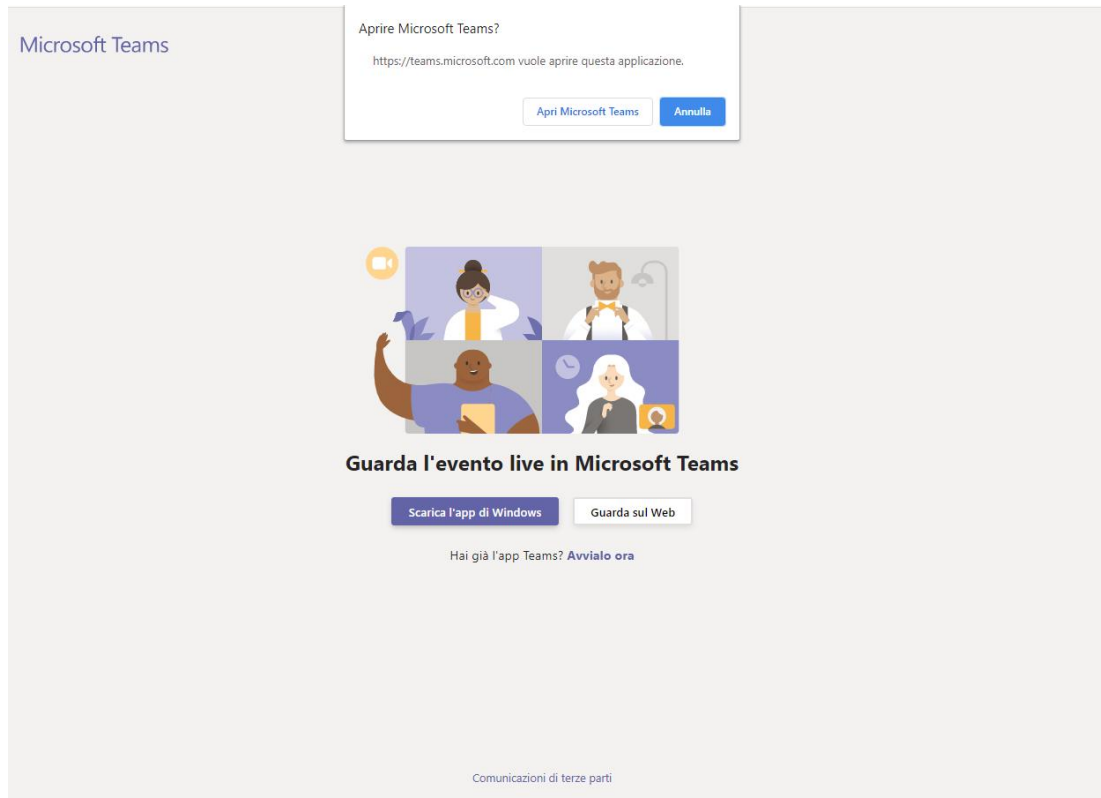 Microsoft Teams
Aprire Microsoft Teams?
https://teams.microsoft.com vuole aprire questa applicazione.
Apri Microsoft Teams
Annulla
Guarda l'evento live in Microsoft Teams
Scarica l'app di Windows
Guarda sul Web
Hai già l'app Teams? Avvialo ora
Comunicazioni di terze parti